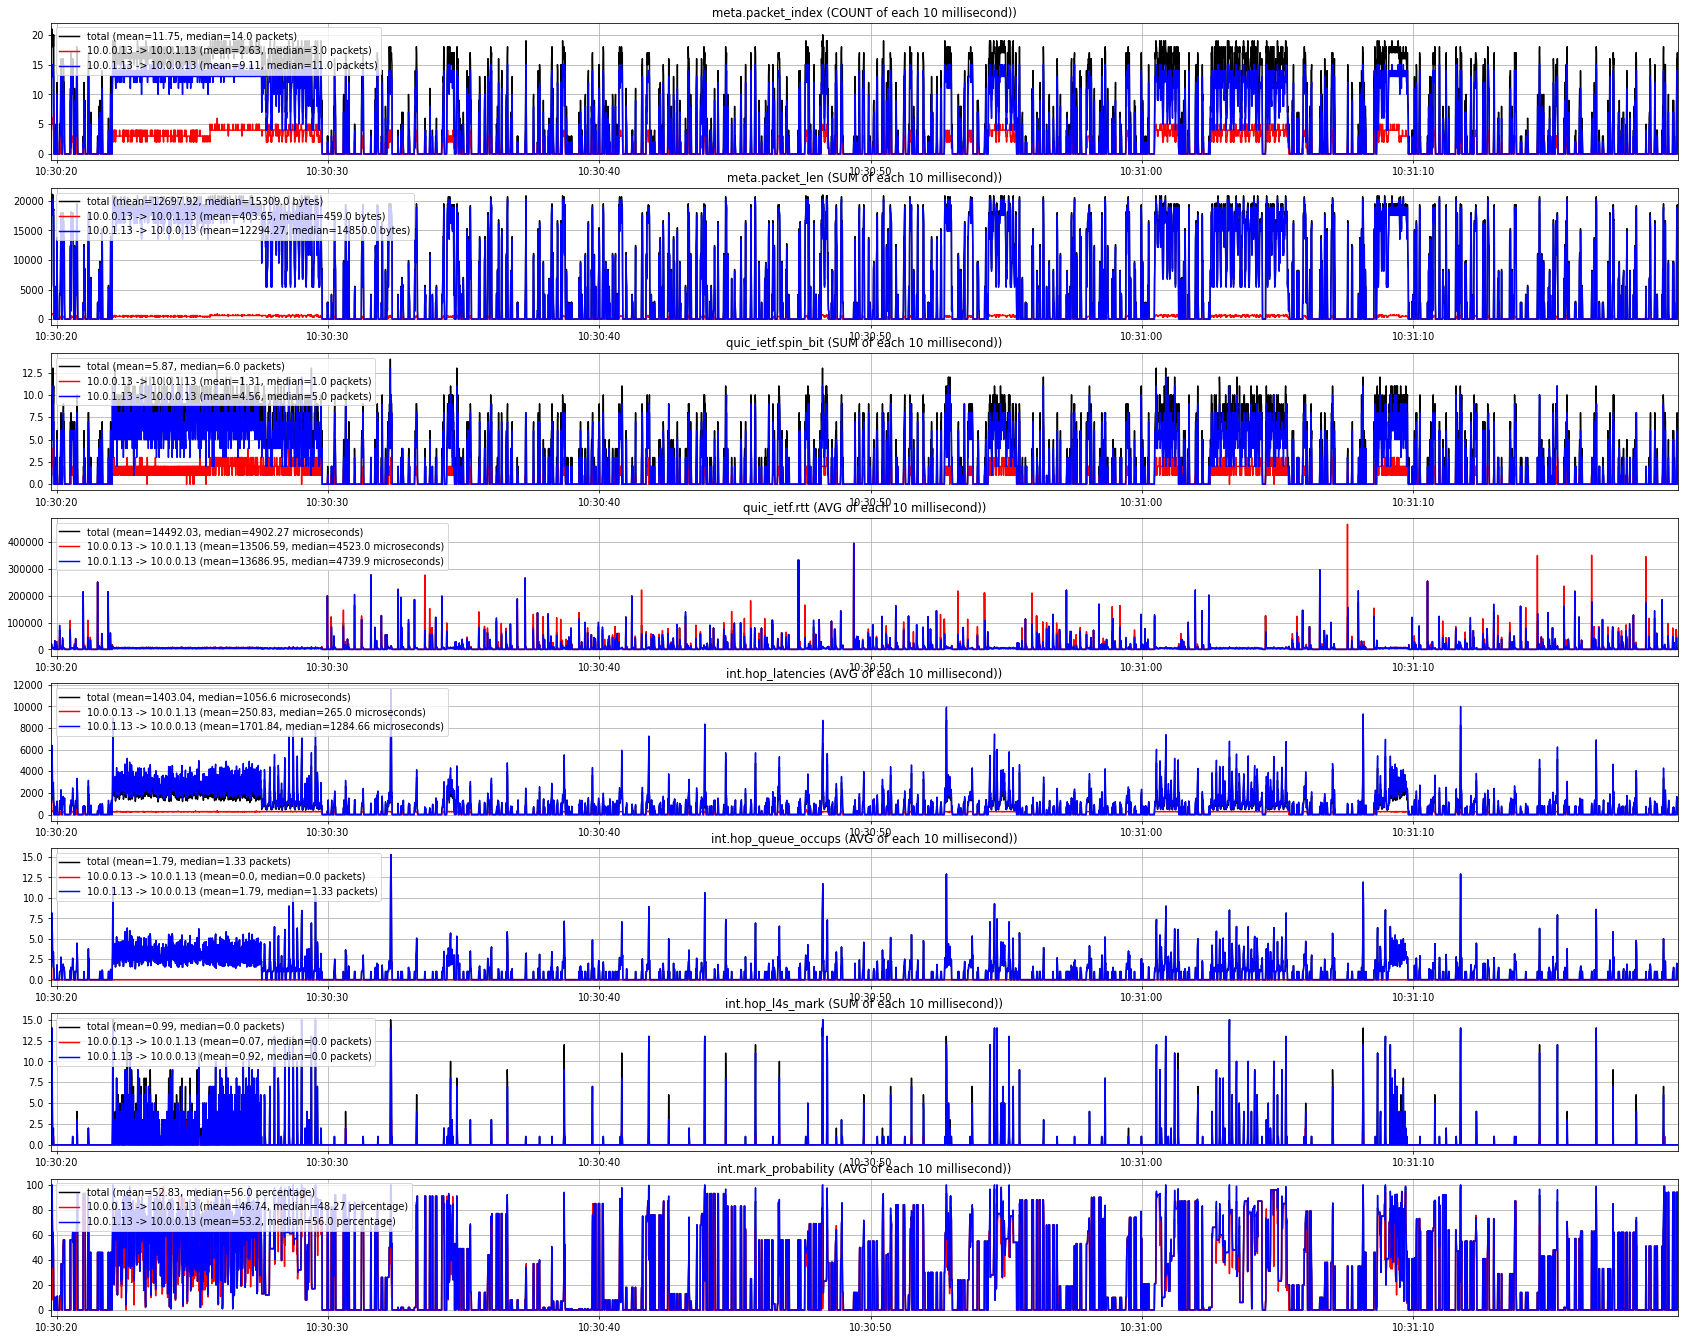 meta.packet_index (COUNT of each 10 millisecond))
total (mean=11.75, median=14.0 packets)
10.0.0.13 -> 10.0.1.13 (mean=2.63, median=3.0 packets)
10.0.1.13 -> 10.0.0.13 (mean=9.11, median=11.0 packets)
20
15
10
5
0
10:30:20 10:30:30 10:30:40 10:30:50 10:31:00 10:31:10
meta.packet_len (SUM of each 10 millisecond))
total (mean=12697.92, median=15309.0 bytes)
10.0.0.13 -> 10.0.1.13 (mean=403.65, median=459.0 bytes)
10.0.1.13 -> 10.0.0.13 (mean=12294.27, median=14850.0 bytes)
20000
15000
10000
5000
0
10:30:20 10:30:30 10:30:40 10:30:50 10:31:00 10:31:10
quic_ietf.spin_bit (SUM of each 10 millisecond))
total (mean=5.87, median=6.0 packets)
10.0.0.13 -> 10.0.1.13 (mean=1.31, median=1.0 packets)
10.0.1.13 -> 10.0.0.13 (mean=4.56, median=5.0 packets)
12.5
10.0
7.5
5.0
2.5
0.0
10:30:20 10:30:30 10:30:40 10:30:50 10:31:00 10:31:10
quic_ietf.rtt (AVG of each 10 millisecond))
total (mean=14492.03, median=4902.27 microseconds)
10.0.0.13 -> 10.0.1.13 (mean=13506.59, median=4523.0 microseconds)
10.0.1.13 -> 10.0.0.13 (mean=13686.95, median=4739.9 microseconds)
400000
300000
200000
100000
0
10:30:20 10:30:30 10:30:40 10:30:50 10:31:00 10:31:10
int.hop_latencies (AVG of each 10 millisecond))
total (mean=1403.04, median=1056.6 microseconds)
10.0.0.13 -> 10.0.1.13 (mean=250.83, median=265.0 microseconds)
10.0.1.13 -> 10.0.0.13 (mean=1701.84, median=1284.66 microseconds)
12000
10000
8000
6000
4000
2000
0
10:30:20 10:30:30 10:30:40 10:30:50 10:31:00 10:31:10
int.hop_queue_occups (AVG of each 10 millisecond))
total (mean=1.79, median=1.33 packets)
10.0.0.13 -> 10.0.1.13 (mean=0.0, median=0.0 packets)
10.0.1.13 -> 10.0.0.13 (mean=1.79, median=1.33 packets)
15.0
12.5
10.0
7.5
5.0
2.5
0.0
10:30:20 10:30:30 10:30:40 10:30:50 10:31:00 10:31:10
int.hop_l4s_mark (SUM of each 10 millisecond))
total (mean=0.99, median=0.0 packets)
10.0.0.13 -> 10.0.1.13 (mean=0.07, median=0.0 packets)
10.0.1.13 -> 10.0.0.13 (mean=0.92, median=0.0 packets)
15.0
12.5
10.0
7.5
5.0
2.5
0.0
10:30:20 10:30:30 10:30:40 10:30:50 10:31:00 10:31:10
int.mark_probability (AVG of each 10 millisecond))
total (mean=52.83, median=56.0 percentage)
10.0.0.13 -> 10.0.1.13 (mean=46.74, median=48.27 percentage)
10.0.1.13 -> 10.0.0.13 (mean=53.2, median=56.0 percentage)
100
80
60
40
20
0
10:30:20 10:30:30 10:30:40 10:30:50 10:31:00 10:31:10